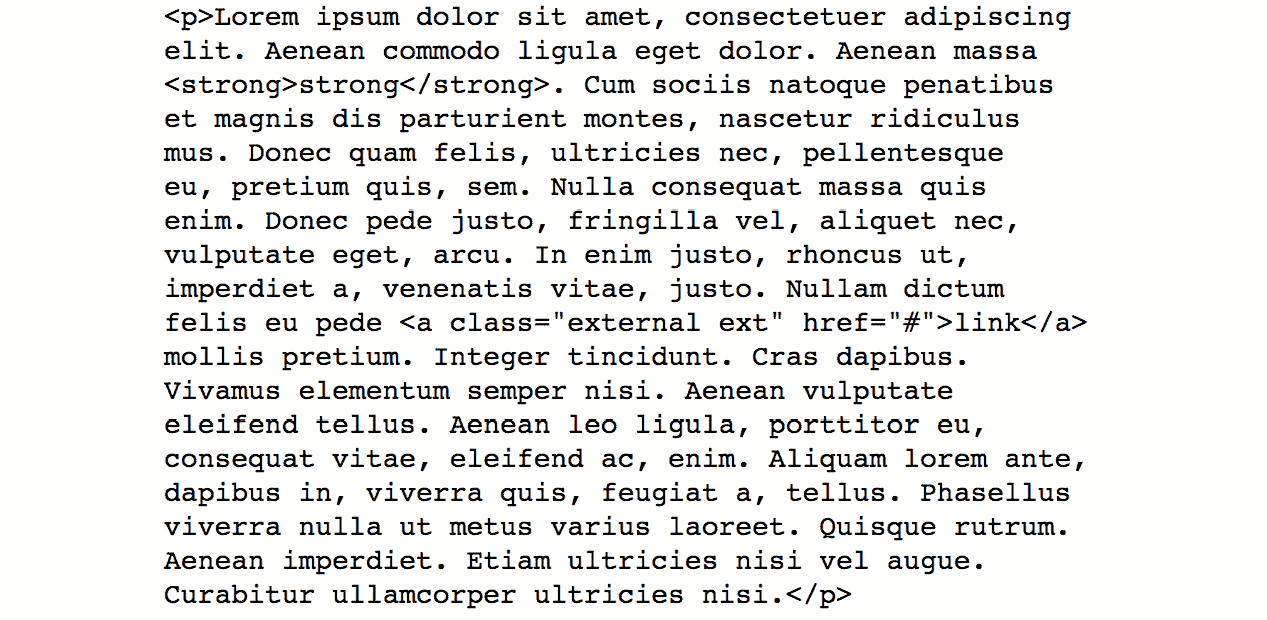 <p>Lorem ipsum dolor sit amet, consectetuer adipiscing
elit. Aenean commodo ligula eget dolor. Aenean massa
<strong>strong</strong>. Cum sociis natoque penatibus
et magnis dis parturient montes, nascetur ridiculus
mus. Donec quam felis, ultricies nec, pellentesque
eu, pretium quis, sem. Nulla consequat massa quis
enim. Donec pede justo, fringilla vel, aliquet nec,
vulputate eget, arcu. In enim justo, rhoncus ut,
imperdiet a, venenatis vitae, justo. Nullam dictum
felis eu pede <a class="external ext" href="#">link</a>
mollis pretium. Integer tincidunt. Cras dapibus.
Vivamus elementum semper nisi. Aenean vulputate
eleifend tellus. Aenean leo ligula, porttitor eu,
consequat vitae, eleifend ac, enim. Aliquam lorem ante,
dapibus in, viverra quis, feugiat a, tellus. Phasellus
viverra nulla ut metus varius laoreet. Quisque rutrum.
Aenean imperdiet. Etiam ultricies nisi vel augue.
Curabitur ullamcorper ultricies nisi.</p>